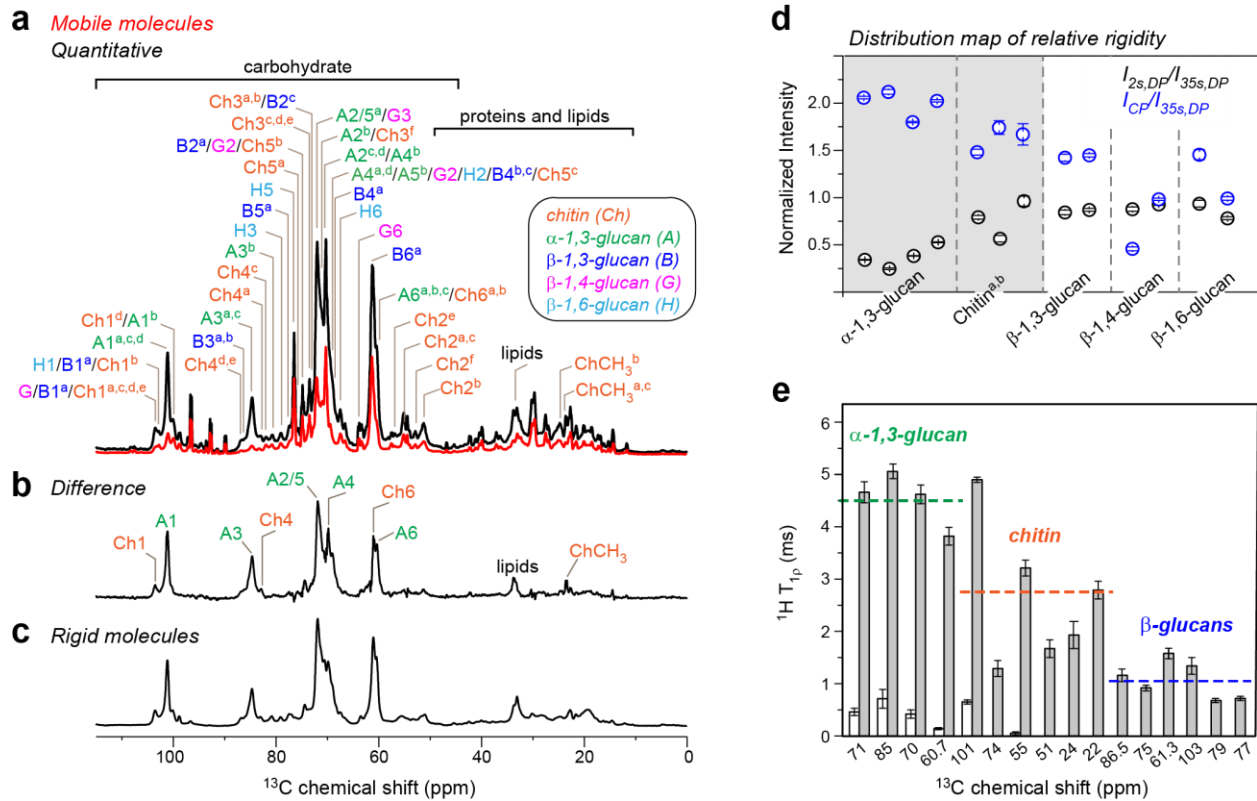 a
Mobile molecules
Quantitative
carbohydrate
proteins and lipids
Ch3a,b/B2c
Ch3c,d,e
B2a/G2/Ch5b
Ch5a
H5
B5a
H3
A3b
Ch4c
Ch4a
Ch1d/A1b
A3a,c
A1a,c,d
B3a,b
H1/B1a/Ch1b
Ch4d,e
G/B1a/Ch1a,c,d,e
A2/5a/G3
A2b/Ch3f
A2c,d/A4b
A4a,d/A5b/G2/H2/B4b,c/Ch5c
B4a
H6
G6
B6a
A6a,b,c/Ch6a,b
Ch2e
Ch2a,c
Ch2f
Ch2b
lipids
ChCH3b
ChCH3a,c
chitin (Ch)
α-1,3-glucan (A)
β-1,3-glucan (B)
β-1,4-glucan (G)
β-1,6-glucan (H)
b
Difference
Ch1
A1
A3
Ch4
A2/5
A4
Ch6
A6
lipids
ChCH3
c
Rigid molecules
100
80
60
40
20
0
13C chemical shift (ppm)
d
Distribution map of relative rigidity
I2s,DP/I35s,DP
ICP/I35s,DP
Normalized Intensity
2.0
1.5
1.0
0.5
α-1,3-glucan
Chitina,b
β-1,3-glucan
β-1,4-glucan
β-1,6-glucan
e
α-1,3-glucan
chitin
β-glucans
1H T1ρ (ms)
6
5
4
3
2
1
0
71
85
70
60.7
101
74
55
51
24
22
86.5
75
61.3
103
79
77
13C chemical shift (ppm)